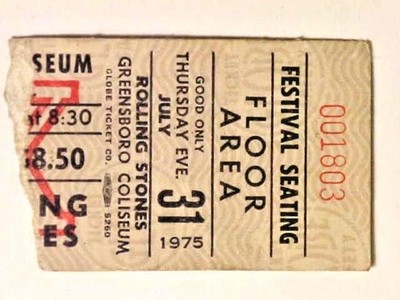 001803
FESTIVAL SEATING
FLOOR
AREA
GOOD ONLY
THURSDAY EVE.
JULY 31 1975
ROLLING STONES
GREENSBORO COLISEUM
GLOBE TICKET CO. 5260
SEUM
at 8:30
$8.50
NG
ES